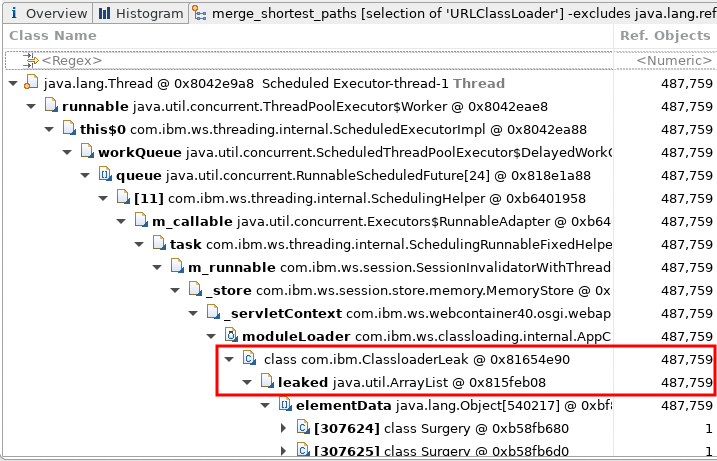 Overview Histogram merge_shortest_paths [selection of 'URLClassLoader'] -excludes java.lang.ref
Class Name Ref. Objects
<Regex> <Numeric>
java.lang.Thread @ 0x8042e9a8 Scheduled Executor-thread-1 Thread 487,759
runnable java.util.concurrent.ThreadPoolExecutor$Worker @ 0x8042eae8 487,759
this$0 com.ibm.ws.threading.internal.ScheduledExecutorImpl @ 0x8042ea88 487,759
workQueue java.util.concurrent.ScheduledThreadPoolExecutor$DelayedWorkQ 487,759
queue java.util.concurrent.RunnableScheduledFuture[24] @ 0x818e1a88 487,759
[11] com.ibm.ws.threading.internal.SchedulingHelper @ 0xb6401958 487,759
m_callable java.util.concurrent.Executors$RunnableAdapter @ 0xb64 487,759
task com.ibm.ws.threading.internal.SchedulingRunnableFixedHelpe 487,759
m_runnable com.ibm.ws.session.SessionInvalidatorWithThread 487,759
_store com.ibm.ws.session.store.memory.MemoryStore @ 0x 487,759
_servletContext com.ibm.ws.webcontainer40.osgi.webap 487,759
moduleLoader com.ibm.ws.classloading.internal.AppC 487,759
class com.ibm.ClassloaderLeak @ 0x81654e90 487,759
leaked java.util.ArrayList @ 0x815feb08 487,759
elementData java.lang.Object[540217] @ 0xbf8 487,759
[307624] class Surgery @ 0xb58fb680 1
[307625] class Surgery @ 0xb58fb6d0 1